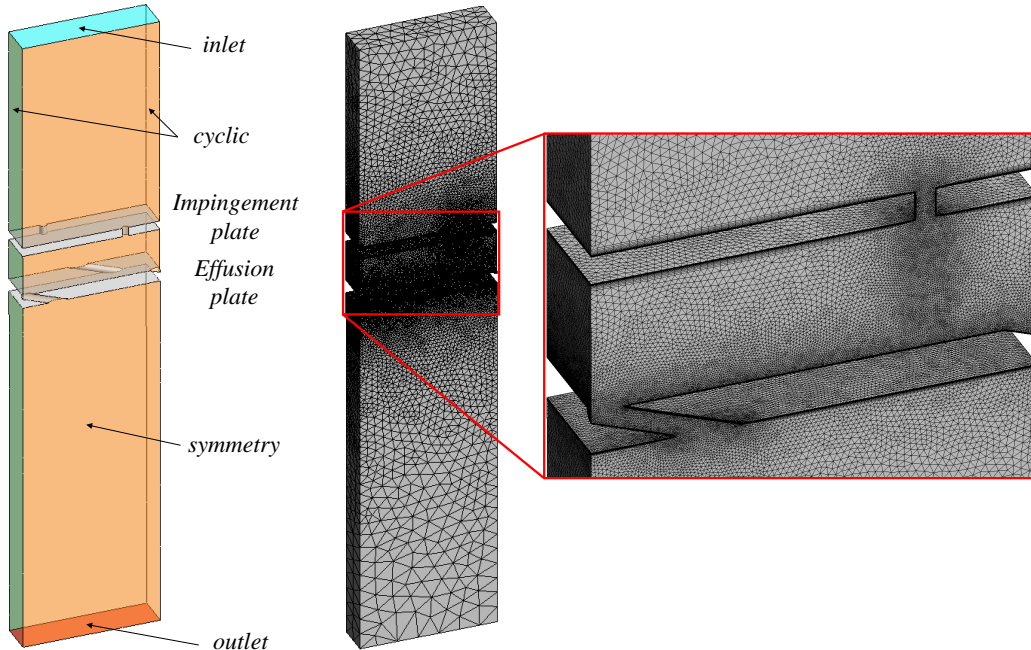 inlet
cyclic
Impingement
plate
Effusion
plate
symmetry
outlet